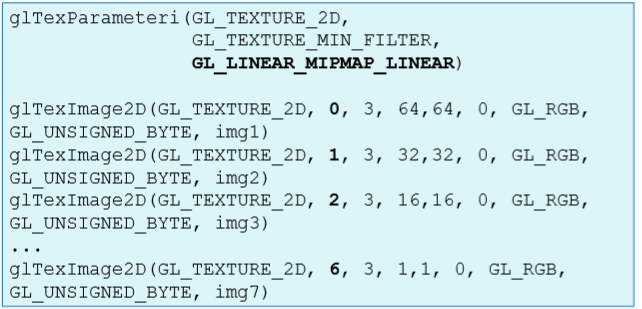 glTexParameteri(GL_TEXTURE_2D,
GL_TEXTURE_MIN_FILTER,
GL_LINEAR_MIPMAP_LINEAR)
glTexImage2D(GL_TEXTURE_2D, 0, 3, 64,64, 0, GL_RGB,
GL_UNSIGNED_BYTE, img1)
glTexImage2D(GL_TEXTURE_2D, 1, 3, 32,32, 0, GL_RGB,
GL_UNSIGNED_BYTE, img2)
glTexImage2D(GL_TEXTURE_2D, 2, 3, 16,16, 0, GL_RGB,
GL_UNSIGNED_BYTE, img3)
...
glTexImage2D(GL_TEXTURE_2D, 6, 3, 1,1, 0, GL_RGB,
GL_UNSIGNED_BYTE, img7)